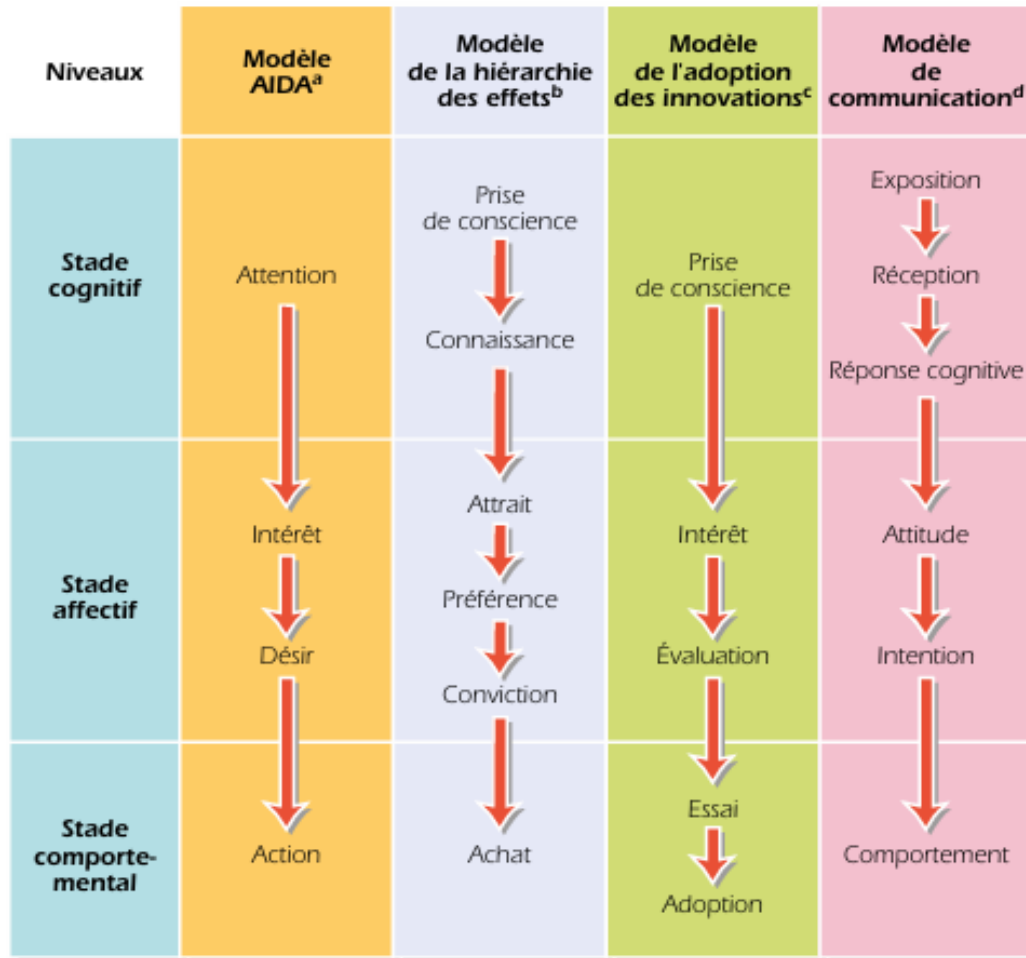 Niveaux
Modèle
AIDAᵃ
Modèle
de la hiérarchie
des effetsᵇ
Modèle
de l'adoption
des innovationsᶜ
Modèle
de
communicationᵈ
Stade
cognitif
Attention
Prise
de conscience
Connaissance
Prise
de conscience
Exposition
Réception
Réponse cognitive
Stade
affectif
Intérêt
Désir
Attrait
Préférence
Conviction
Intérêt
Évaluation
Attitude
Intention
Stade
comporte-
mental
Action
Achat
Essai
Adoption
Comportement